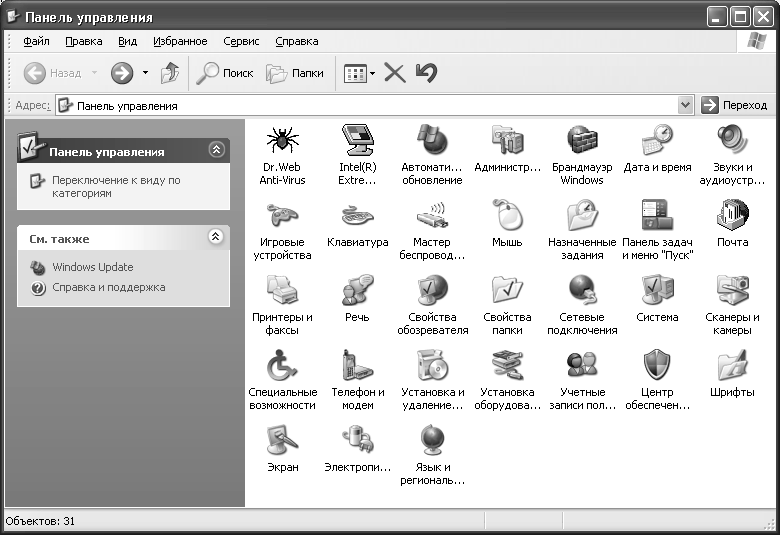 Панель управления
Файл Правка Вид Избранное Сервис Справка
Назад Поиск Папки
Адрес: Панель управления Переход
Панель управления
Переключение к виду по
категориям
См. также
Windows Update
Справка и поддержка
Dr.Web
Anti-Virus
Intel(R)
Extre...
Автомати...
обновление
Администр...
Брандмауэр
Windows
Дата и время
Звуки и
аудиоустр...
Игровые
устройства
Клавиатура
Мастер
беспровод...
Мышь
Назначенные
задания
Панель задач
и меню "Пуск"
Почта
Принтеры и
факсы
Речь
Свойства
обозревателя
Свойства
папки
Сетевые
подключения
Система
Сканеры и
камеры
Специальные
возможности
Телефон и
модем
Установка и
удаление...
Установка
оборудова...
Учетные
записи пол...
Центр
обеспечен...
Шрифты
Экран
Электропи...
Язык и
региональ...
Объектов: 31